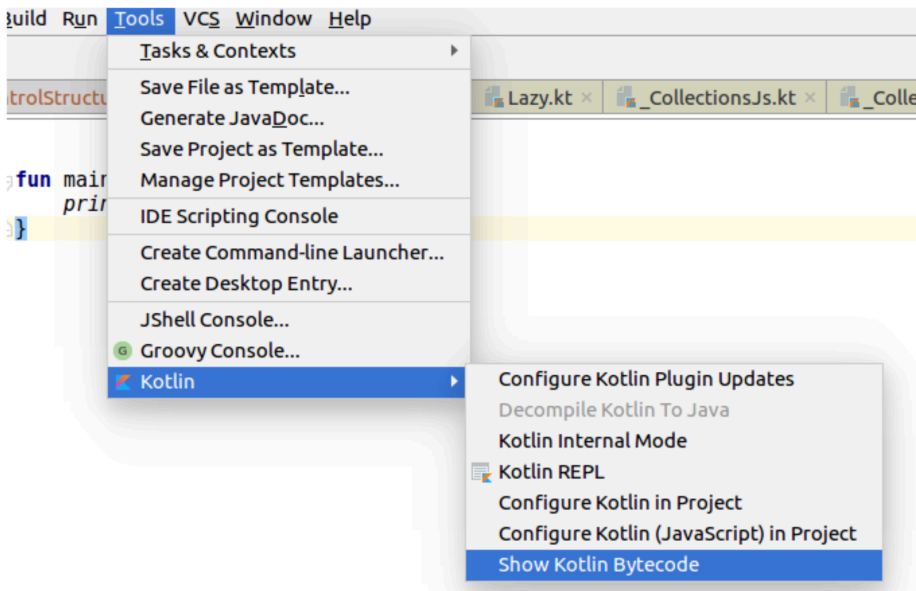 Build Run Tools VCS Window Help
Tasks & Contexts
Save File as Template...
Generate JavaDoc...
Save Project as Template...
Manage Project Templates...
IDE Scripting Console
Create Command-line Launcher...
Create Desktop Entry...
JShell Console...
G Groovy Console...
Kotlin
trolStructu
Lazy.kt × _CollectionsJs.kt × _Colle
fun main
prin
}
Configure Kotlin Plugin Updates
Decompile Kotlin To Java
Kotlin Internal Mode
Kotlin REPL
Configure Kotlin in Project
Configure Kotlin (JavaScript) in Project
Show Kotlin Bytecode